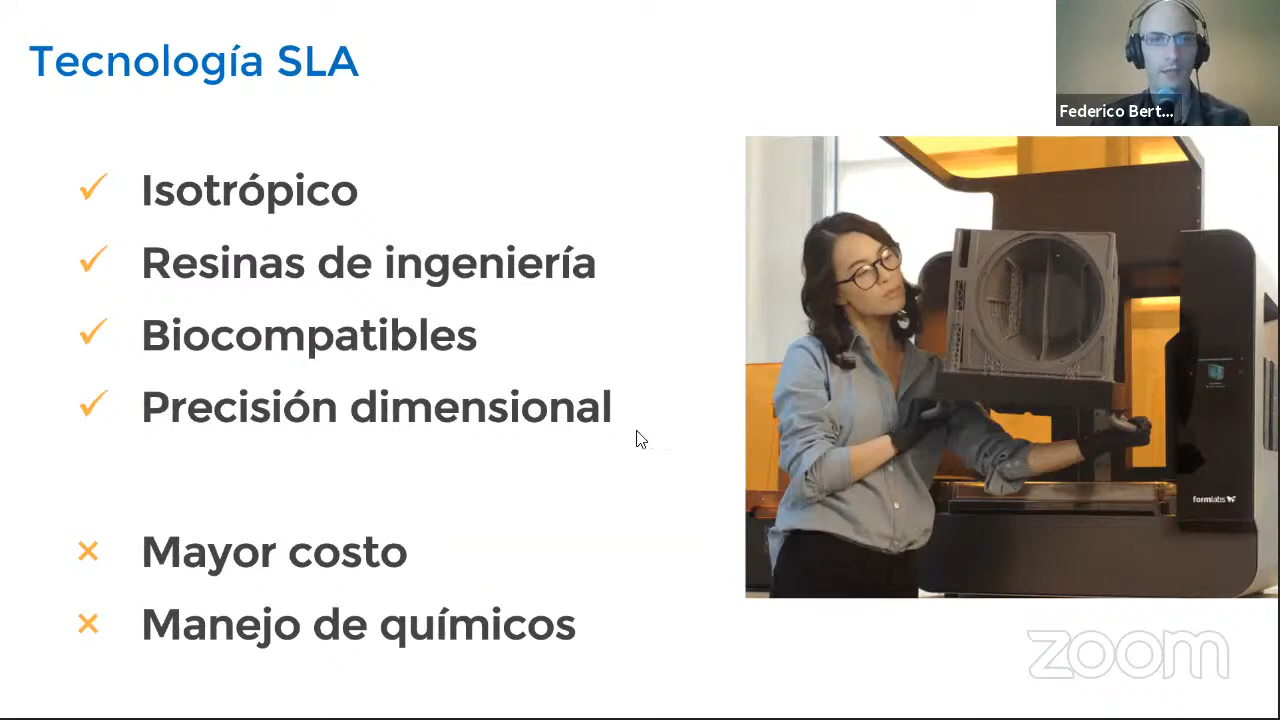 Tecnología SLA
Federico Bert...
Isotrópico
Resinas de ingeniería
Biocompatibles
Precisión dimensional
Mayor costo
Manejo de químicos
formlabs
zoom